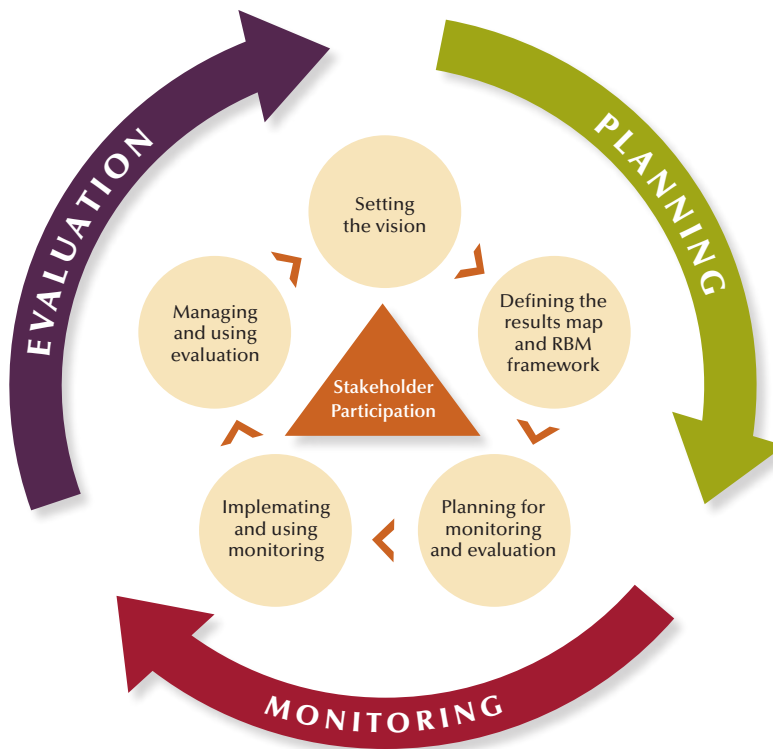 PLANNING
MONITORING
EVALUATION
Setting
the vision
Defining the
results map
and RBM
framework
Planning for
monitoring
and evaluation
Implemating
and using
monitoring
Managing
and using
evaluation
Stakeholder
Participation